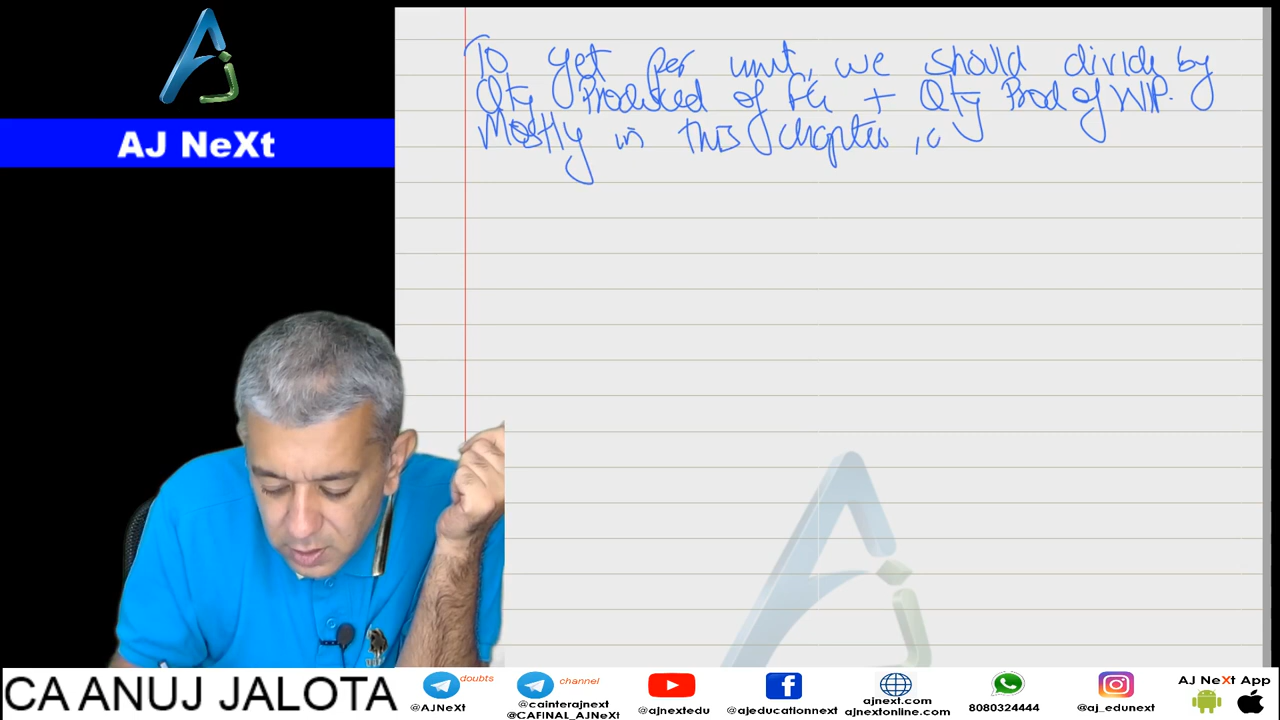 AJ NeXt
To get per unit, we should divide by
Qty Produced of FG + Qty Prod of WIP.
Mostly in this chapter,
CA ANUJ JALOTA
doubts
@AJNeXt
channel
@cainterajnext
@CAFINAL_AJNeXt
@ajnextedu
@ajeducationnext
ajnext.com
ajnextonline.com
8080324444
@aj_edunext
AJ NeXt App